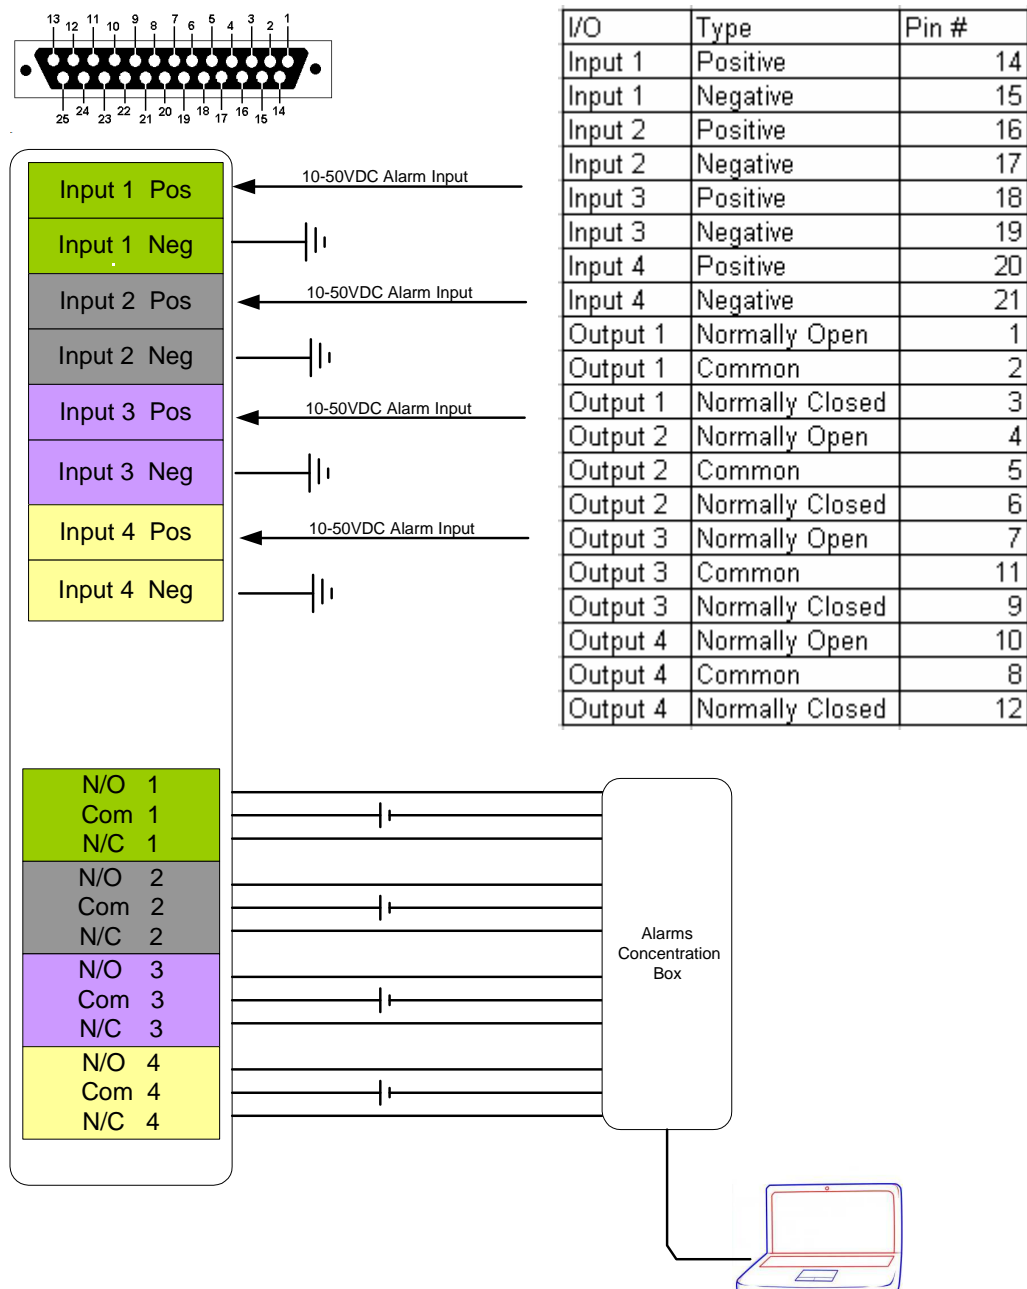 13 12 11 10 9 8 7 6 5 4 3 2 1
25 24 23 22 21 20 19 18 17 16 15 14
I/O Type Pin #
Input 1 Positive 14
Input 1 Negative 15
Input 2 Positive 16
Input 2 Negative 17
Input 3 Positive 18
Input 3 Negative 19
Input 4 Positive 20
Input 4 Negative 21
Output 1 Normally Open 1
Output 1 Common 2
Output 1 Normally Closed 3
Output 2 Normally Open 4
Output 2 Common 5
Output 2 Normally Closed 6
Output 3 Normally Open 7
Output 3 Common 11
Output 3 Normally Closed 9
Output 4 Normally Open 10
Output 4 Common 8
Output 4 Normally Closed 12
Input 1 Pos
10-50VDC Alarm Input
Input 1 Neg
Input 2 Pos
10-50VDC Alarm Input
Input 2 Neg
Input 3 Pos
10-50VDC Alarm Input
Input 3 Neg
Input 4 Pos
10-50VDC Alarm Input
Input 4 Neg
N/O 1
Com 1
N/C 1
N/O 2
Com 2
N/C 2
N/O 3
Com 3
N/C 3
N/O 4
Com 4
N/C 4
Alarms
Concentration
Box